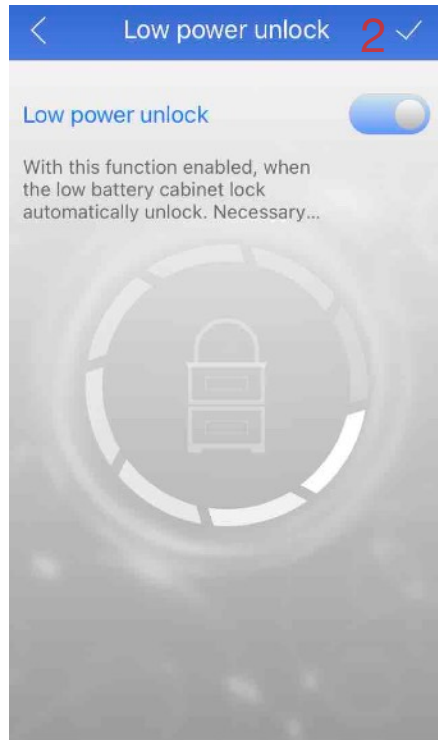 Low power unlock 2
Low power unlock
With this function enabled, when
the low battery cabinet lock
automatically unlock. Necessary...